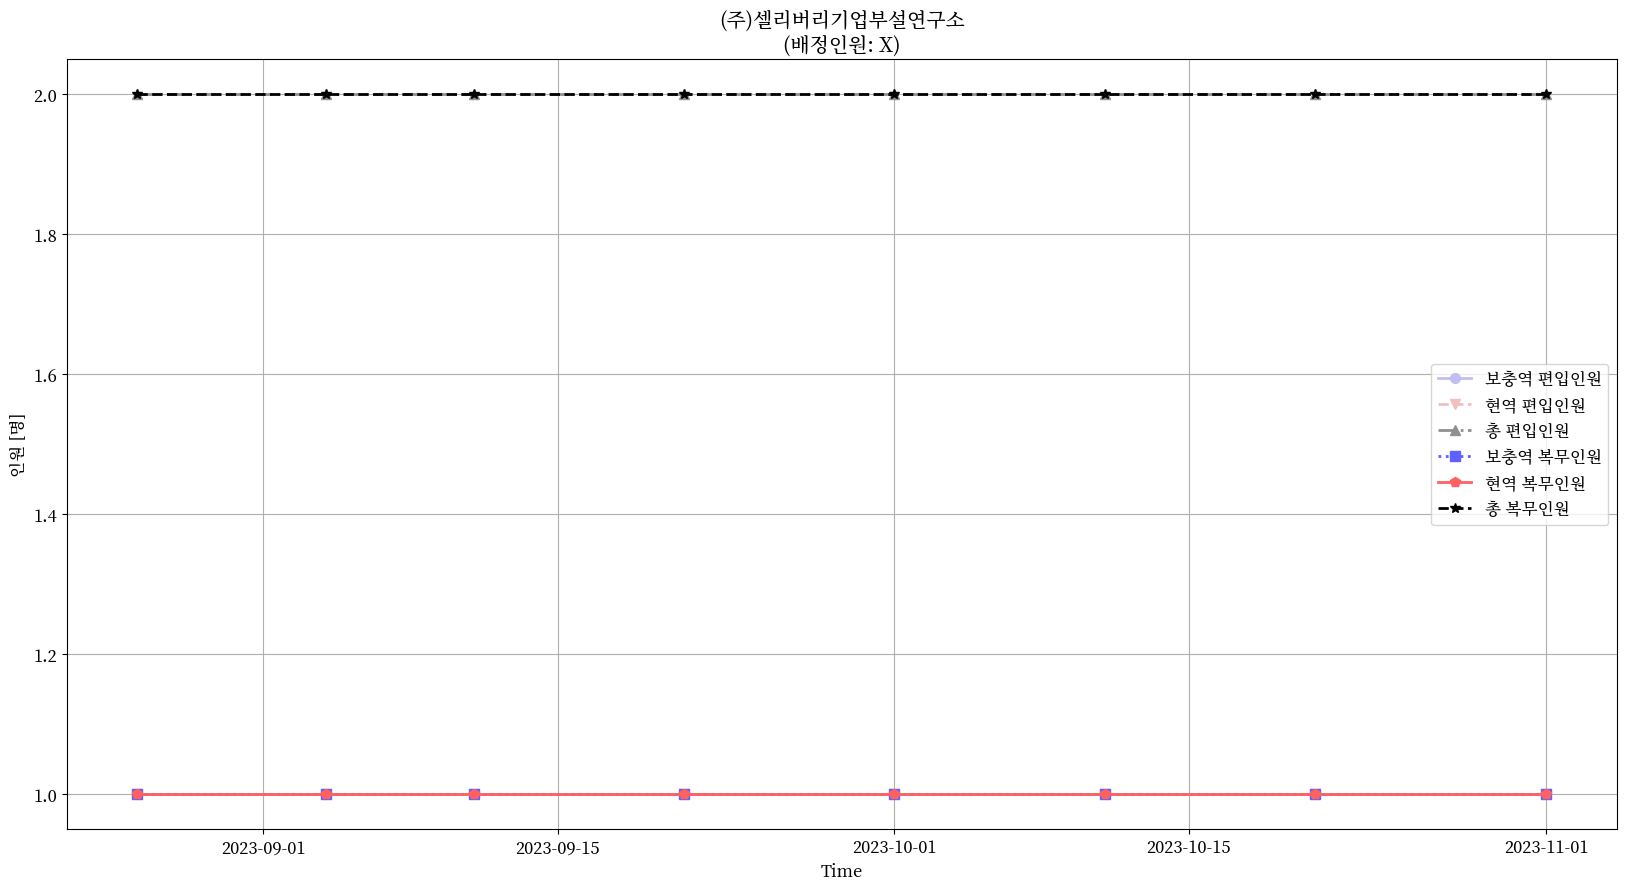 (주)셀리버리기업부설연구소
(배정인원: X)
2.0
1.8
1.6
1.4
1.2
1.0
인원 [명]
보충역 편입인원
현역 편입인원
총 편입인원
보충역 복무인원
현역 복무인원
총 복무인원
2023-09-01
2023-09-15
2023-10-01
2023-10-15
2023-11-01
Time